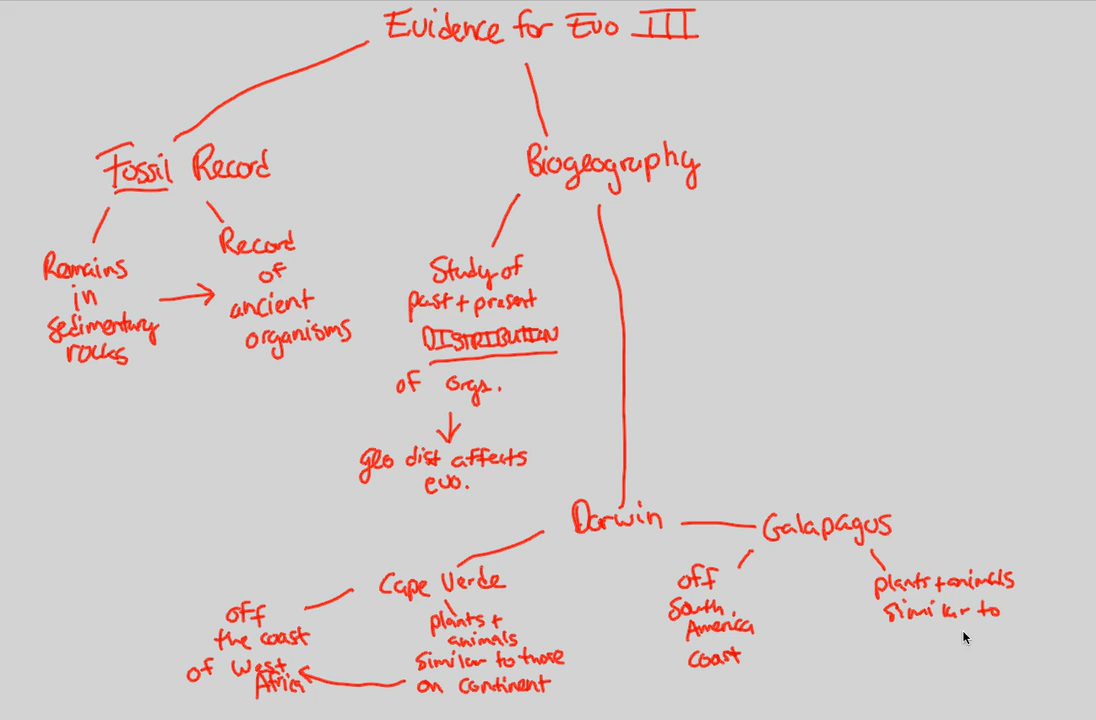 Evidence for Evo III
Fossil Record
Biogeography
Remains
in
sedimentary
rocks
Record
of
ancient
organisms
Study of
past + present
DISTRIBUTION
of orgs.
geo dist affects
evo.
Darwin
Galapagos
Cape Verde
off
the coast
of West
Africa
plants +
animals
similar to those
on continent
off
South
America
coast
plants + animals
similar to